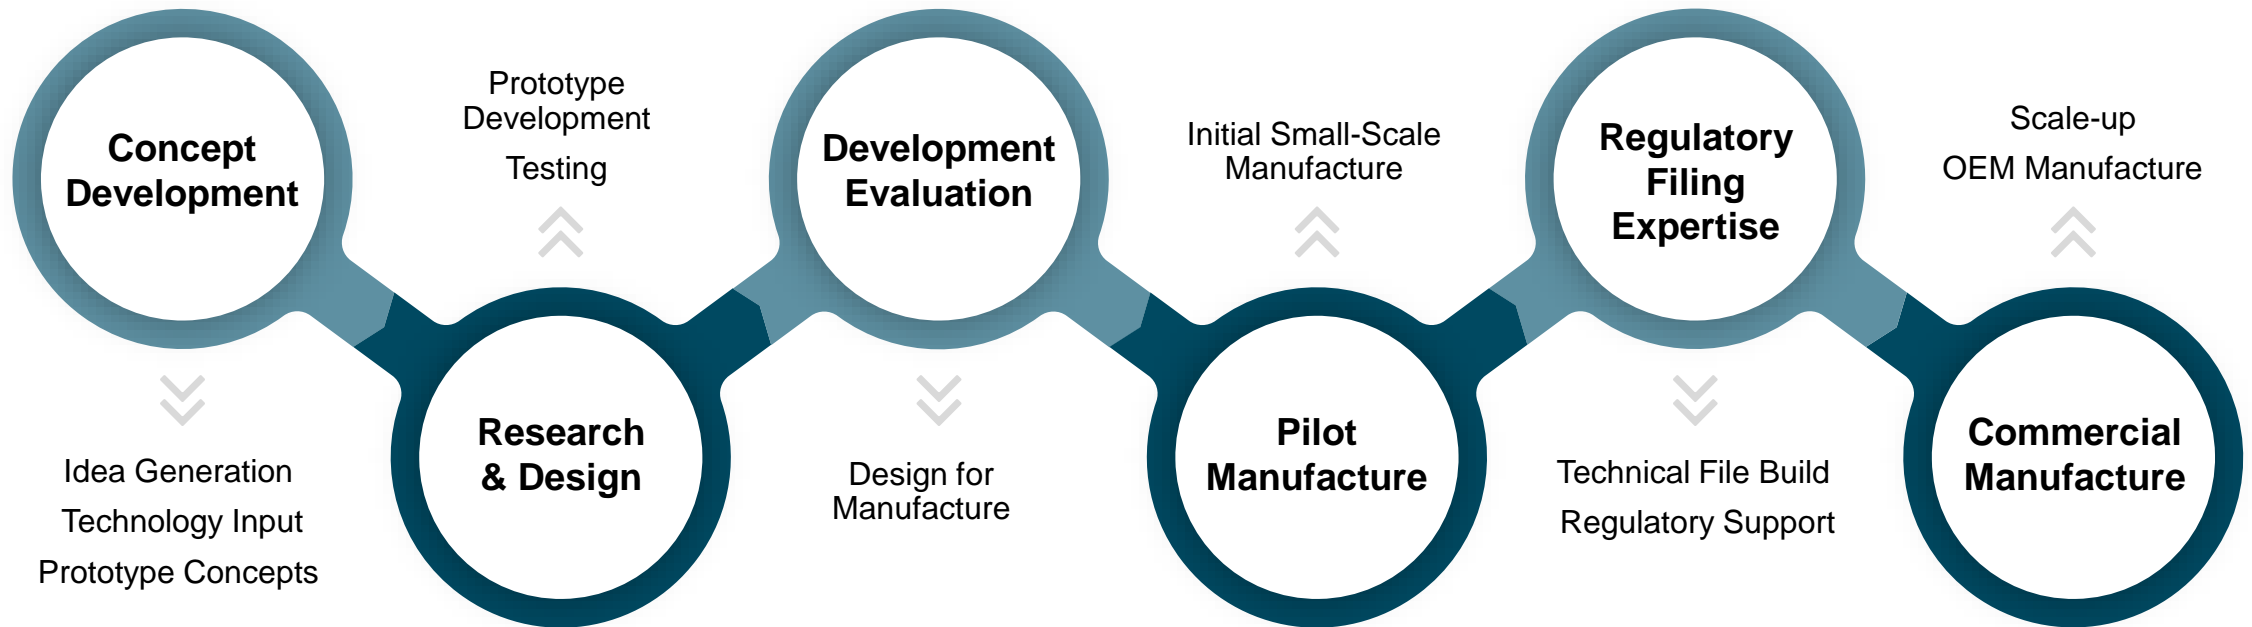 Concept
Development
Idea Generation
Technology Input
Prototype Concepts
Prototype
Development
Testing
Research
& Design
Development
Evaluation
Design for
Manufacture
Initial Small-Scale
Manufacture
Pilot
Manufacture
Regulatory
Filing
Expertise
Technical File Build
Regulatory Support
Scale-up
OEM Manufacture
Commercial
Manufacture